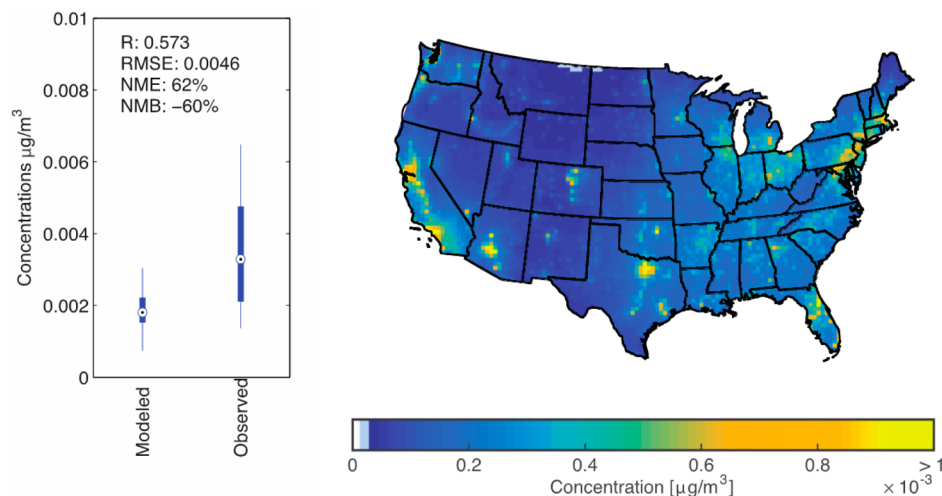 0.01
0.008
0.006
0.004
0.002
0
Concentrations µg/m³
R: 0.573
RMSE: 0.0046
NME: 62%
NMB: −60%
Modeled
Observed
0
0.2
0.4
0.6
0.8
> 1
Concentration [µg/m³]
× 10⁻³